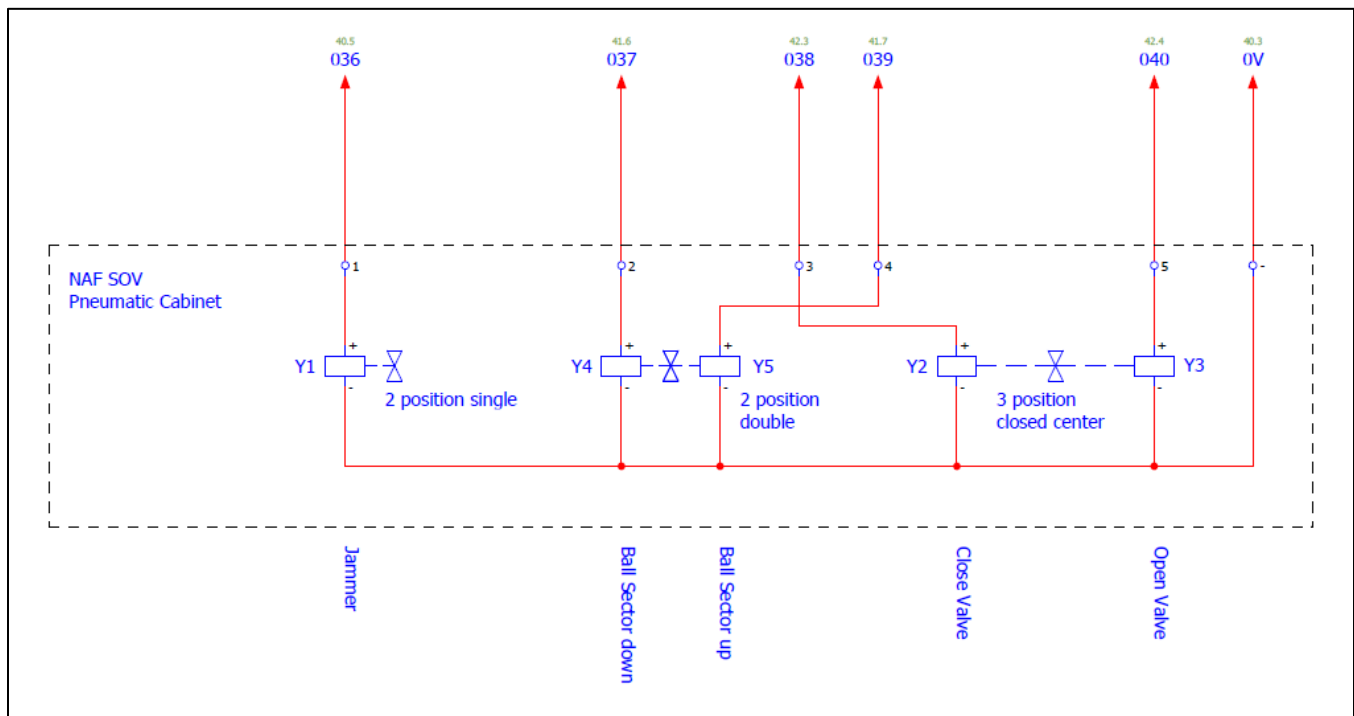 40.5
036
41.6
037
42.3
038
41.7
039
42.4
040
40.3
0V
NAF SOV
Pneumatic Cabinet
1
2
3
4
5
-
Y1
+
-
2 position single
Y4
+
-
+
-
Y5
2 position
double
Y2
+
-
3 position
closed center
+
-
Y3
Jammer
Ball Sector down
Ball Sector up
Close Valve
Open Valve